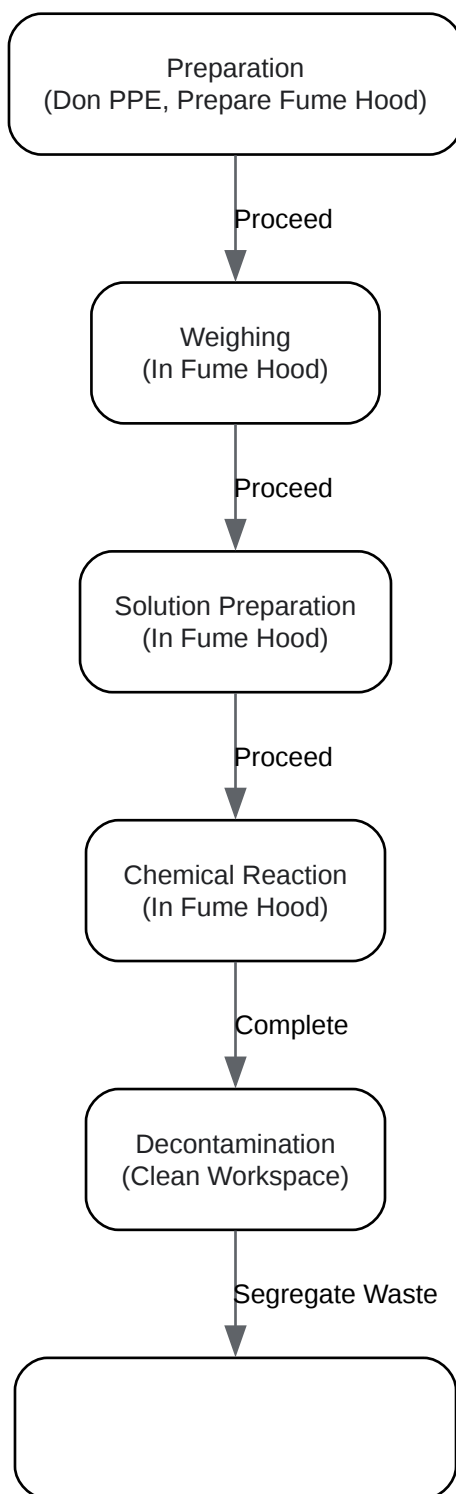 Preparation
(Don PPE, Prepare Fume Hood)
Proceed
Weighing
(In Fume Hood)
Proceed
Solution Preparation
(In Fume Hood)
Proceed
Chemical Reaction
(In Fume Hood)
Complete
Decontamination
(Clean Workspace)
Segregate Waste